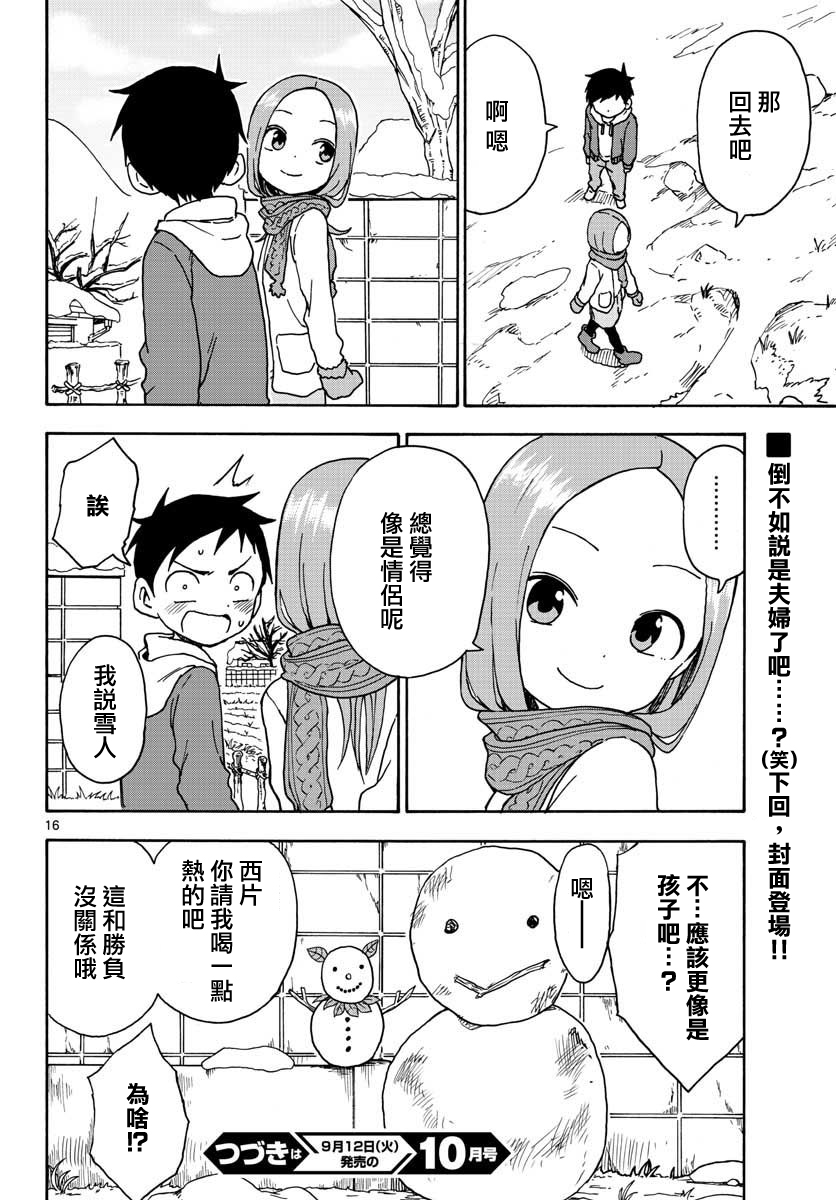 那
回去吧
啊嗯
………
總覺得
像是情侶呢
誒
我説雪人
16
不…應該更像是
孩子吧…?
嗯——
西片
你請我喝一點
熱的吧
這和勝負
沒關係哦
為啥!?
■倒不如説是夫婦了吧……?(笑)下回，封面登場!!
つづきは
9月12日(火)
発売の
10月号